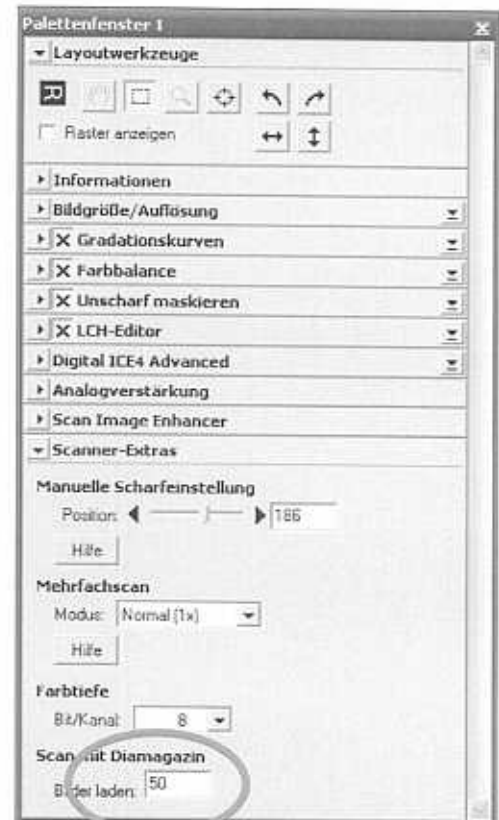 Palettenfenster 1
Layoutwerkzeuge
Raster anzeigen
Informationen
Bildgröße/Auflösung
Gradationskurven
Farbbalance
Unscharf maskieren
LCH-Editor
Digital ICE4 Advanced
Analogverstärkung
Scan Image Enhancer
Scanner-Extras
Manuelle Scharfeinstellung
Position: 186
Hilfe
Mehrfachscan
Modus: Normal (1x)
Hilfe
Farbtiefe
Bit/Kanal: 8
Scan mit Diamagazin
Bilder laden: 50